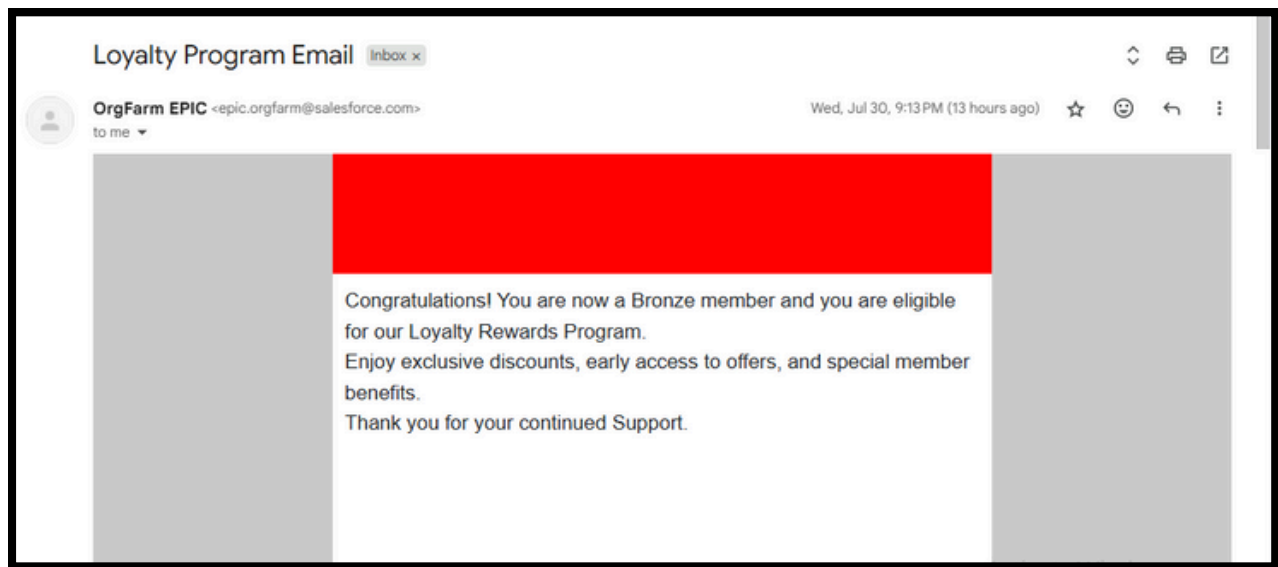 Loyalty Program Email Inbox x
OrgFarm EPIC <epic.orgfarm@salesforce.com> Wed, Jul 30, 9:13 PM (13 hours ago)
to me
Congratulations! You are now a Bronze member and you are eligible
for our Loyalty Rewards Program.
Enjoy exclusive discounts, early access to offers, and special member
benefits.
Thank you for your continued Support.